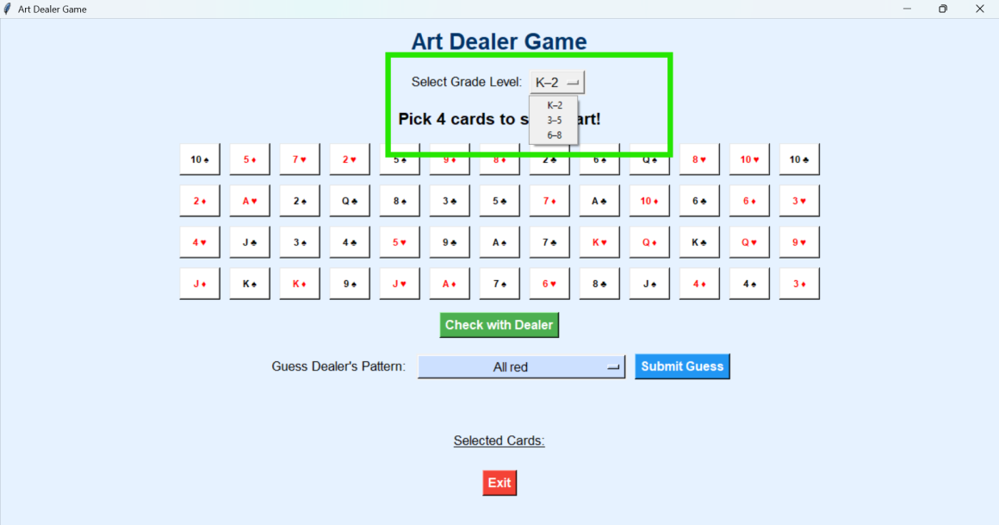 Art Dealer Game
Art Dealer Game
Select Grade Level: K–2
K–2
3–5
6–8
Pick 4 cards to s art!
10♠ 5♦ 7♥ 2♥ 5♠ 9♦ 8♦ 2♣ 6♠ Q♠ 8♥ 10♥ 10♣
2♦ A♥ 2♠ Q♣ 8♠ 3♣ 5♣ 7♦ A♣ 10♦ 6♣ 6♦ 3♥
4♥ J♣ 3♠ 4♣ 5♥ 9♣ A♠ 7♣ K♥ Q♦ K♣ Q♥ 9♥
J♦ K♠ K♦ 9♠ J♥ A♦ 7♠ 6♥ 8♣ J♠ 4♦ 4♠ 3♦
Check with Dealer
Guess Dealer's Pattern: All red Submit Guess
Selected Cards:
Exit